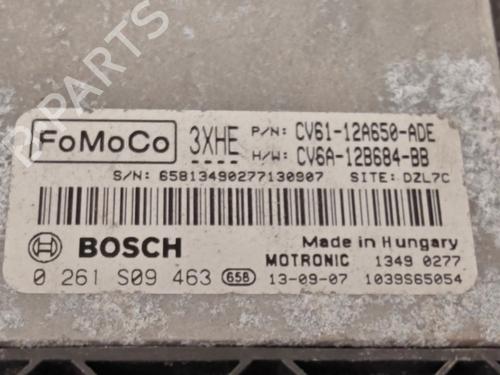 FoMoCo
3XHE
P/N: CV61-12A650-ADE
H/W: CV6A-12B684-BB
S/N: 65813490277130907 SITE: DZL7C
BOSCH
Made in Hungary
MOTRONIC 1349 0277
0 261 S09 463 658 13-09-07 1039S65054
B-PARTS